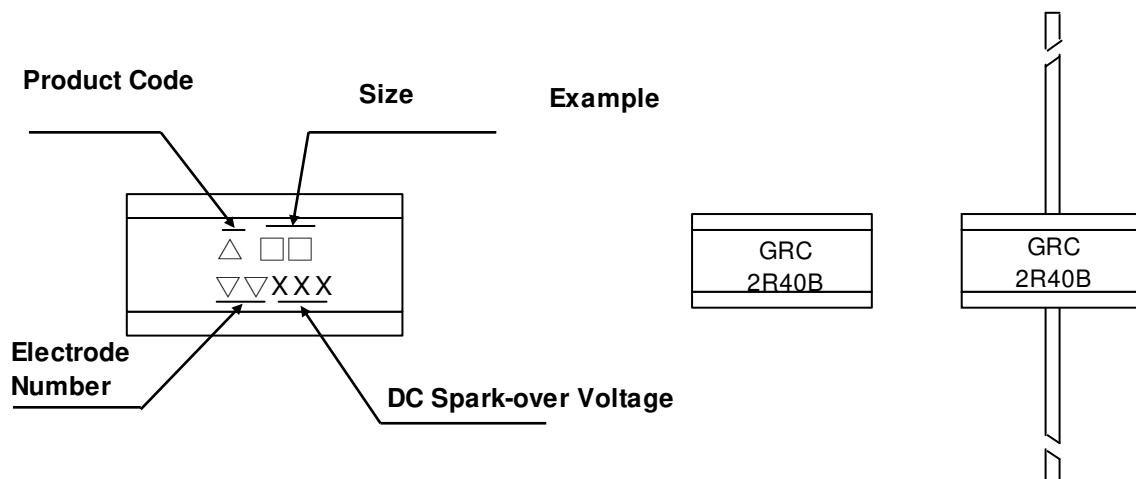 Product Code
Size
Example
△ □□
▽▽XXX
GRC
2R40B
GRC
2R40B
Electrode
Number
DC Spark-over Voltage